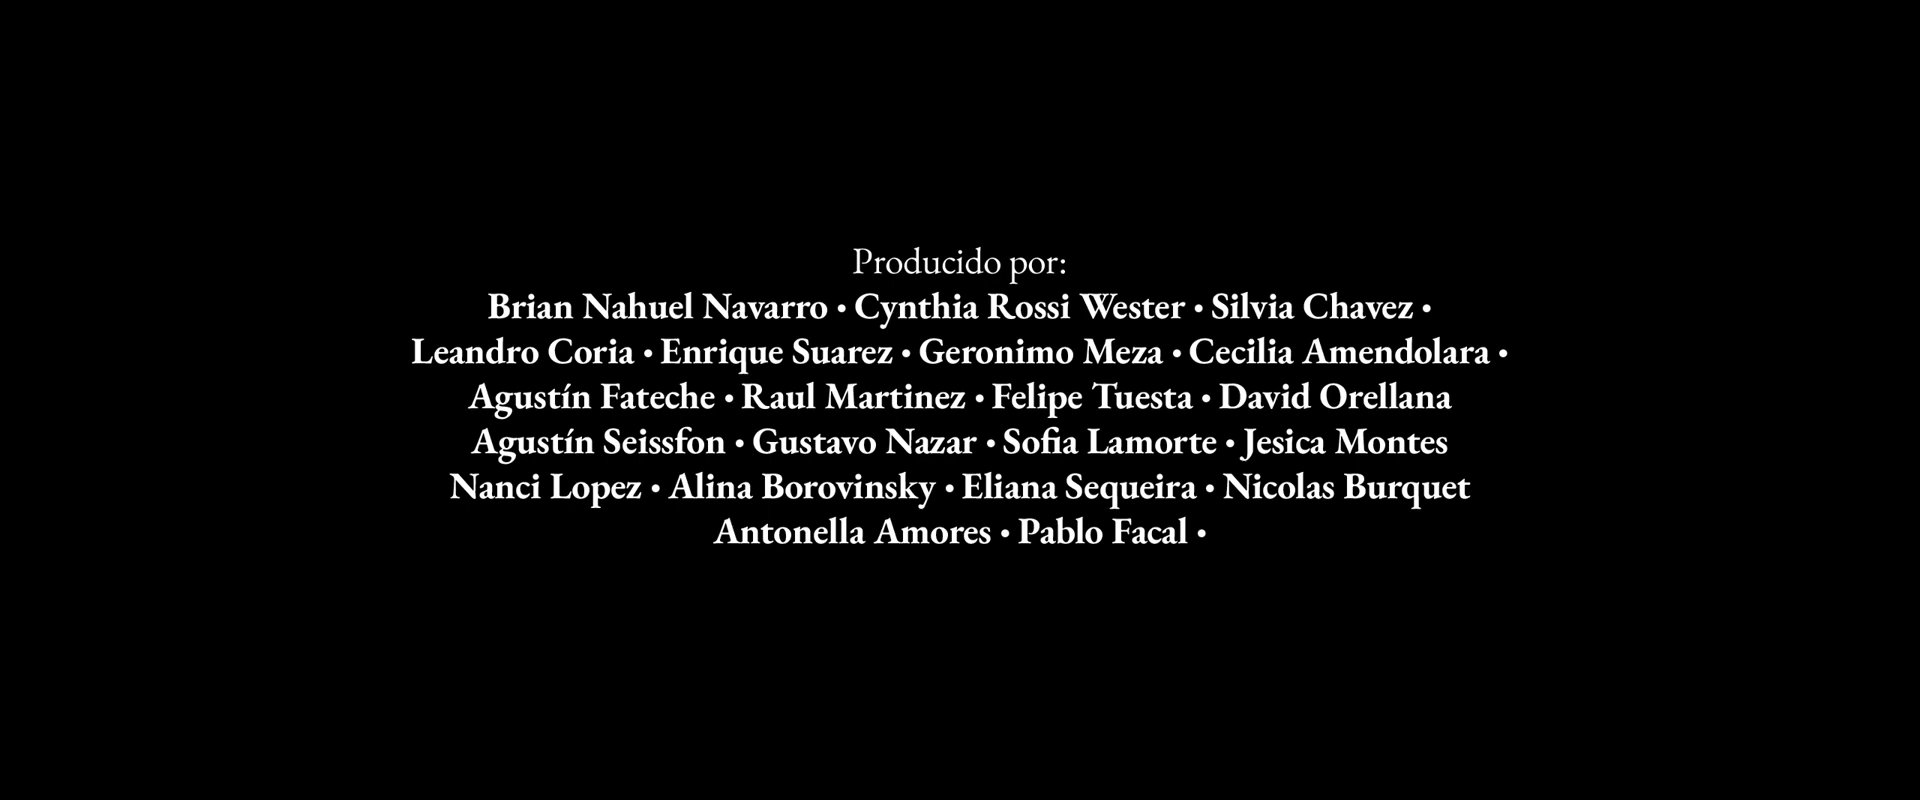 Producido por:
Brian Nahuel Navarro • Cynthia Rossi Wester • Silvia Chavez •
Leandro Coria • Enrique Suarez • Geronimo Meza • Cecilia Amendolara •
Agustín Fateche • Raul Martinez • Felipe Tuesta • David Orellana
Agustín Seissfon • Gustavo Nazar • Sofia Lamorte • Jesica Montes
Nanci Lopez • Alina Borovinsky • Eliana Sequeira • Nicolas Burquet
Antonella Amores • Pablo Facal •